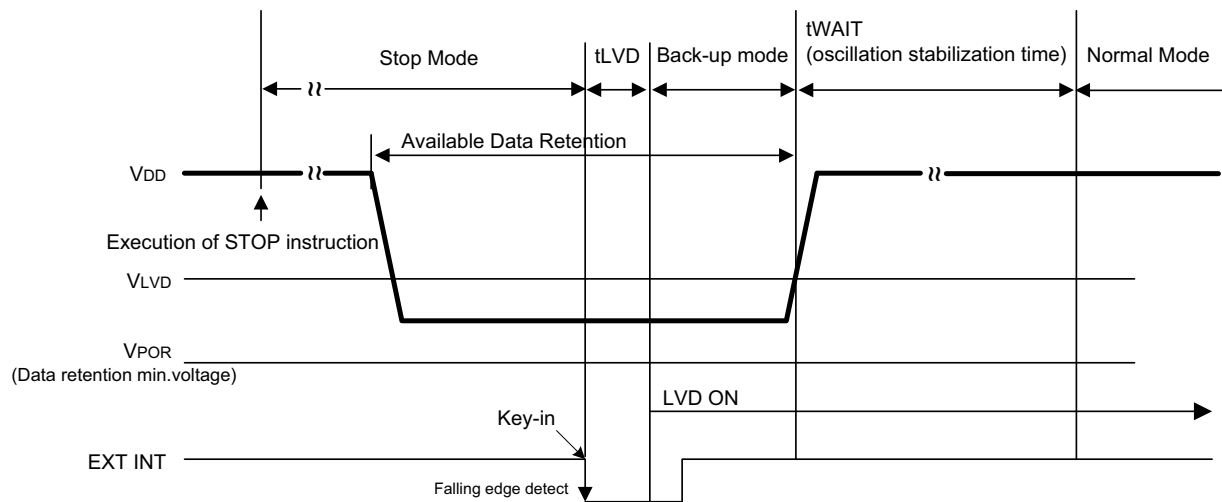 tWAIT
(oscillation stabilization time)
Stop Mode
tLVD
Back-up mode
Normal Mode
Available Data Retention
VDD
Execution of STOP instruction
VLVD
VPOR
(Data retention min.voltage)
LVD ON
Key-in
EXT INT
Falling edge detect